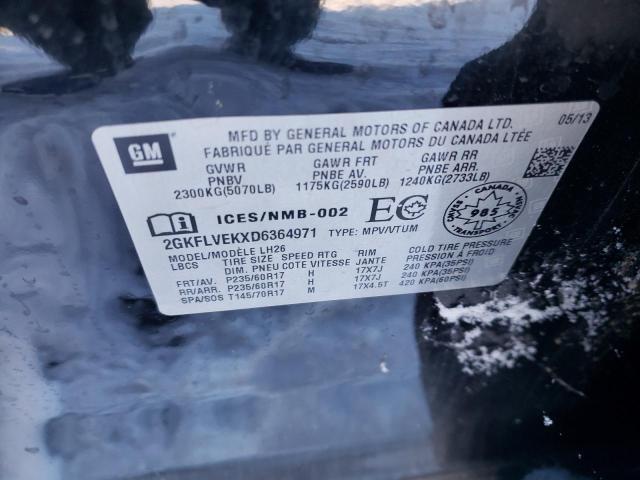 GM
MFD BY GENERAL MOTORS OF CANADA LTD. 05/13
FABRIQUÉ PAR GENERAL MOTORS DU CANADA LTÉE
GVWR GAWR FRT GAWR RR
PNBV PNBE AV. PNBE ARR
2300KG(5070LB) 1175KG(2590LB) 1240KG(2733LB)
ICES/NMB-002 EC
CANADA
985
2GKFLVEKXD6364971 TYPE: MPV/VTUM
MODEL/MODÈLE LH26
LBCS TIRE SIZE SPEED RTG RIM COLD TIRE PRESSURE
DIM. PNEU COTE VITESSE JANTE PRESSION À FROID
FRT/AV. P235/60R17 H 17X7J 240 KPA(35PSI)
RR/ARR. P235/60R17 H 17X7J 240 KPA(35PSI)
SPA/SOS T145/70R17 M 17X4.5T 420 KPA(60PSI)